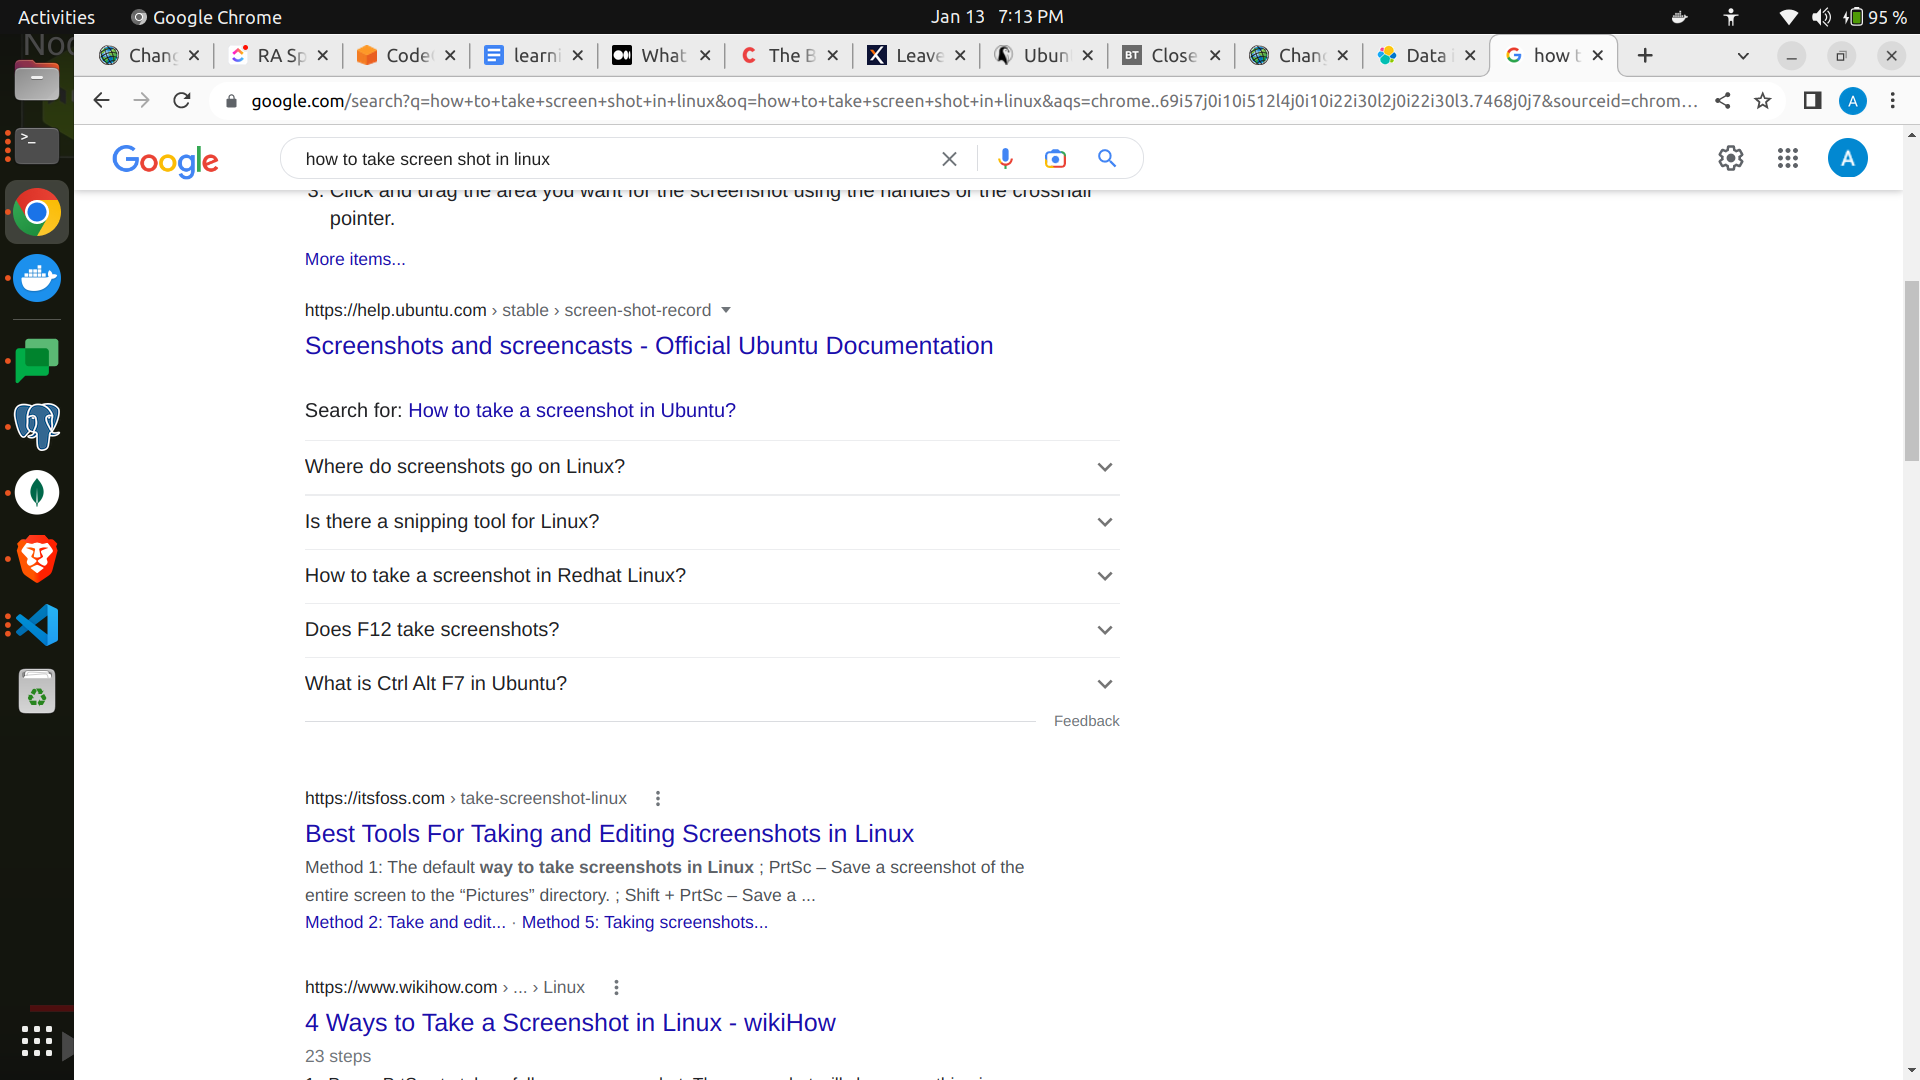 Activities
Google Chrome
Jan 13 7:13 PM
95 %
Chang
RA Sp
Code
learni
What
The B
Leave
BT
Ubun
Close
Chang
Data i
how t
google.com/search?q=how+to+take+screen+shot+in+linux&oq=how+to+take+screen+shot+in+linux&aqs=chrome..69i57j0i10i512l4j0i10i22i30l2j0i22i30l3.7468j0j7&sourceid=chrom...
A
Google
how to take screen shot in linux
A
3. Click and drag the area you want for the screenshot using the handles or the crosshair
pointer.
More items...
https://help.ubuntu.com › stable › screen-shot-record
Screenshots and screencasts - Official Ubuntu Documentation
Search for: How to take a screenshot in Ubuntu?
Where do screenshots go on Linux?
Is there a snipping tool for Linux?
How to take a screenshot in Redhat Linux?
Does F12 take screenshots?
What is Ctrl Alt F7 in Ubuntu?
Feedback
https://itsfoss.com › take-screenshot-linux
Best Tools For Taking and Editing Screenshots in Linux
Method 1: The default way to take screenshots in Linux ; PrtSc – Save a screenshot of the
entire screen to the “Pictures” directory. ; Shift + PrtSc – Save a ...
Method 2: Take and edit... · Method 5: Taking screenshots...
https://www.wikihow.com › ... › Linux
4 Ways to Take a Screenshot in Linux - wikiHow
23 steps